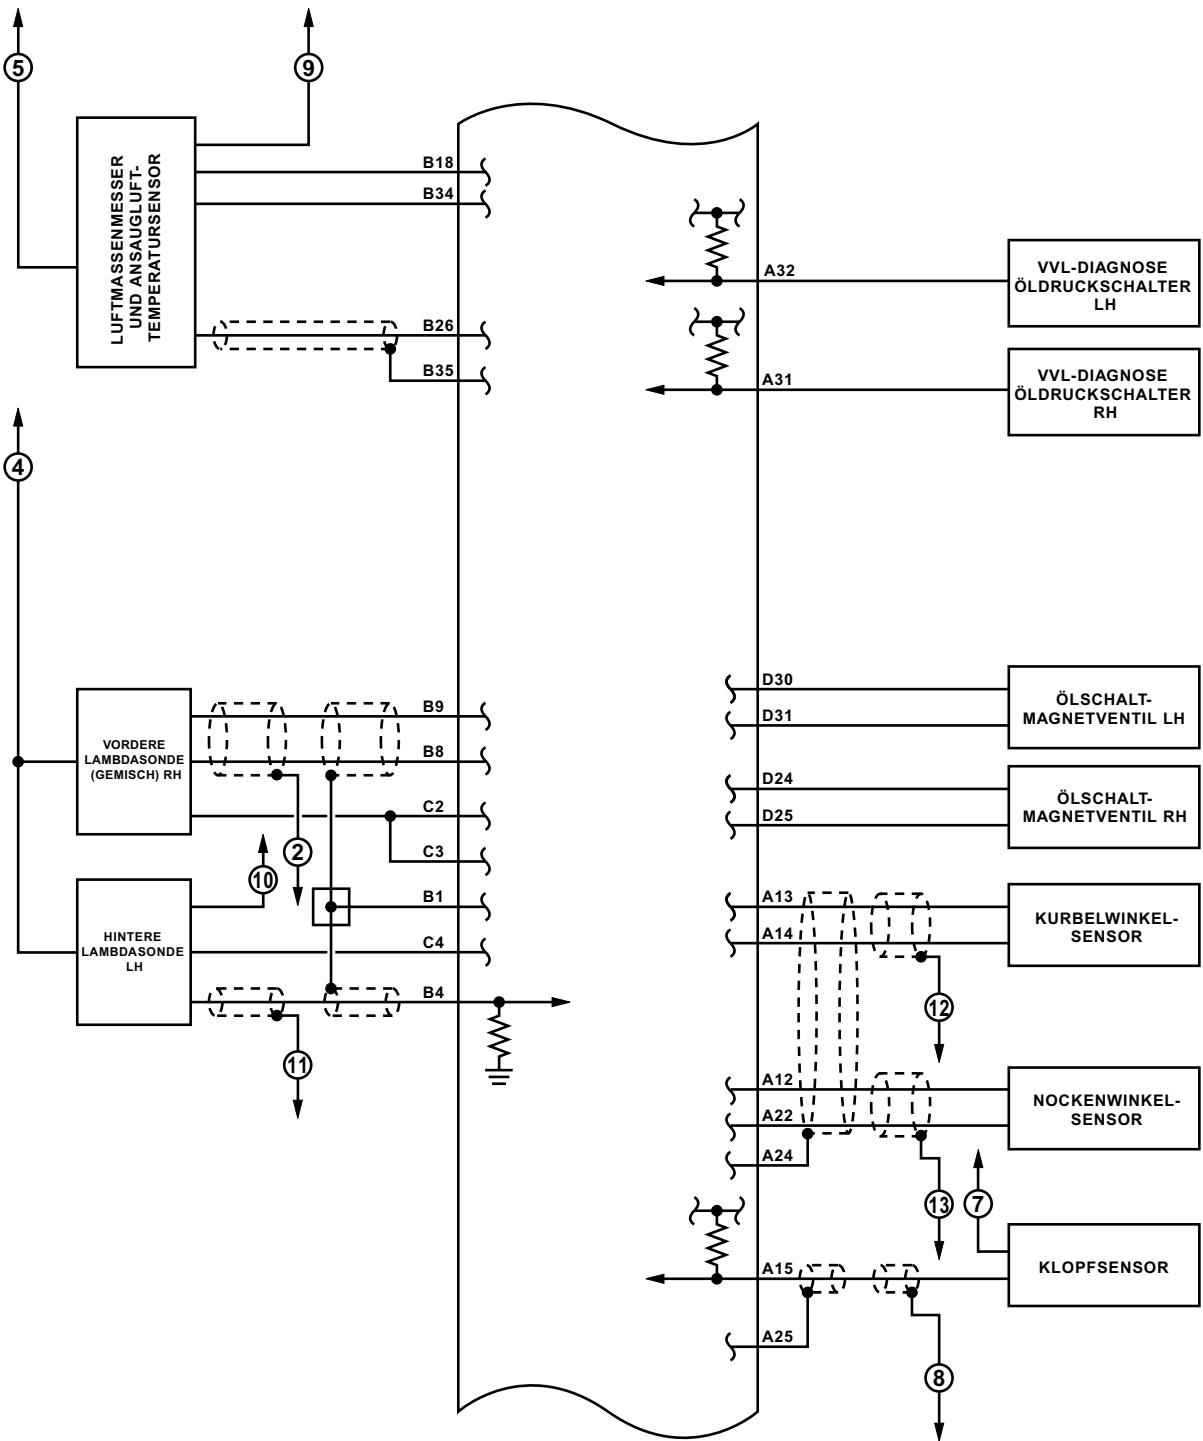 5
9
LUFTMASSENMESSER
UND ANSAUGLUFT-
TEMPERATURSENSOR
B18
B34
B26
B35
A32
VVL-DIAGNOSE
ÖLDRUCKSCHALTER
LH
A31
VVL-DIAGNOSE
ÖLDRUCKSCHALTER
RH
4
VORDERE
LAMBDASONDE
(GEMISCH) RH
B9
B8
C2
C3
2
10
HINTERE
LAMBDASONDE
LH
B1
C4
B4
11
D30
D31
ÖLSCHALT-
MAGNETVENTIL LH
D24
D25
ÖLSCHALT-
MAGNETVENTIL RH
A13
A14
KURBELWINKEL-
SENSOR
12
A12
A22
A24
NOCKENWINKEL-
SENSOR
13
7
A15
KLOPFSENSOR
A25
8